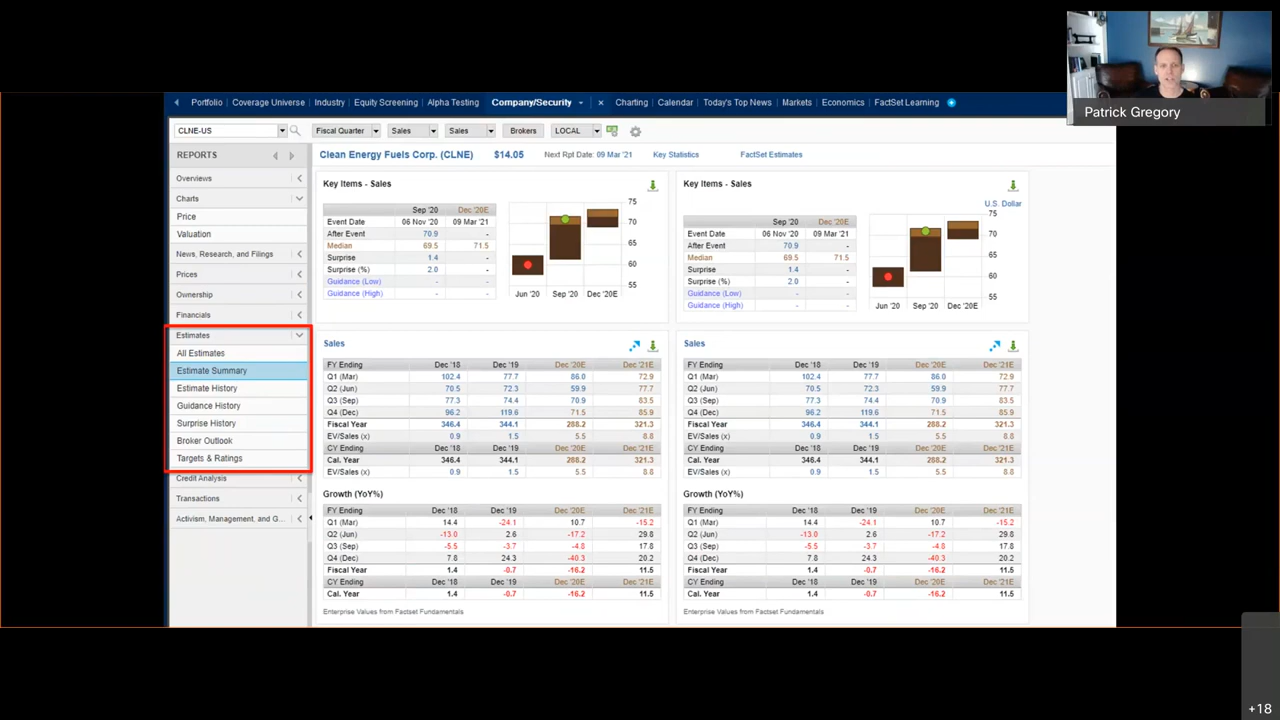 Patrick Gregory
Portfolio Coverage Universe Industry Equity Screening Alpha Testing Company/Security Charting Calendar Today's Top News Markets Economics FactSet Learning
CLNE-US Fiscal Quarter Sales Sales Brokers LOCAL
REPORTS
Overviews
Charts
Price
Valuation
News, Research, and Filings
Prices
Ownership
Financials
Estimates
All Estimates
Estimate Summary
Estimate History
Guidance History
Surprise History
Broker Outlook
Targets & Ratings
Credit Analysis
Transactions
Activism, Management, and G...
Clean Energy Fuels Corp. (CLNE) $14.05 Next Rpt Date: 09 Mar '21 Key Statistics FactSet Estimates
Key Items - Sales
Sep '20 Dec '20E
Event Date 06 Nov '20 09 Mar '21
After Event 70.9 -
Median 69.5 71.5
Surprise 1.4 -
Surprise (%) 2.0 -
Guidance (Low) - -
Guidance (High) - -
75
70
65
60
55
Jun '20 Sep '20 Dec '20E
Key Items - Sales
U.S. Dollar
Sep '20 Dec '20E
Event Date 06 Nov '20 09 Mar '21
After Event 70.9 -
Median 69.5 71.5
Surprise 1.4 -
Surprise (%) 2.0 -
Guidance (Low) - -
Guidance (High) - -
75
70
65
60
55
Jun '20 Sep '20 Dec '20E
Sales
FY Ending Dec '18 Dec '19 Dec '20E Dec '21E
Q1 (Mar) 102.4 77.7 86.0 72.9
Q2 (Jun) 70.5 72.3 59.9 77.7
Q3 (Sep) 77.3 74.4 70.9 83.5
Q4 (Dec) 96.2 119.6 71.5 85.9
Fiscal Year 346.4 344.1 288.2 321.3
EV/Sales (x) 0.9 1.5 5.5 8.8
CY Ending Dec '18 Dec '19 Dec '20E Dec '21E
Cal. Year 346.4 344.1 288.2 321.3
EV/Sales (x) 0.9 1.5 5.5 8.8
Growth (YoY%)
FY Ending Dec '18 Dec '19 Dec '20E Dec '21E
Q1 (Mar) 14.4 -24.1 10.7 -15.2
Q2 (Jun) -13.0 2.6 -17.2 29.8
Q3 (Sep) -5.5 -3.7 -4.8 17.8
Q4 (Dec) 7.8 24.3 -40.3 20.2
Fiscal Year 1.4 -0.7 -16.2 11.5
CY Ending Dec '18 Dec '19 Dec '20E Dec '21E
Cal. Year 1.4 -0.7 -16.2 11.5
Enterprise Values from Factset Fundamentals
Sales
FY Ending Dec '18 Dec '19 Dec '20E Dec '21E
Q1 (Mar) 102.4 77.7 86.0 72.9
Q2 (Jun) 70.5 72.3 59.9 77.7
Q3 (Sep) 77.3 74.4 70.9 83.5
Q4 (Dec) 96.2 119.6 71.5 85.9
Fiscal Year 346.4 344.1 288.2 321.3
EV/Sales (x) 0.9 1.5 5.5 8.8
CY Ending Dec '18 Dec '19 Dec '20E Dec '21E
Cal. Year 346.4 344.1 288.2 321.3
EV/Sales (x) 0.9 1.5 5.5 8.8
Growth (YoY%)
FY Ending Dec '18 Dec '19 Dec '20E Dec '21E
Q1 (Mar) 14.4 -24.1 10.7 -15.2
Q2 (Jun) -13.0 2.6 -17.2 29.8
Q3 (Sep) -5.5 -3.7 -4.8 17.8
Q4 (Dec) 7.8 24.3 -40.3 20.2
Fiscal Year 1.4 -0.7 -16.2 11.5
CY Ending Dec '18 Dec '19 Dec '20E Dec '21E
Cal. Year 1.4 -0.7 -16.2 11.5
Enterprise Values from Factset Fundamentals
+18